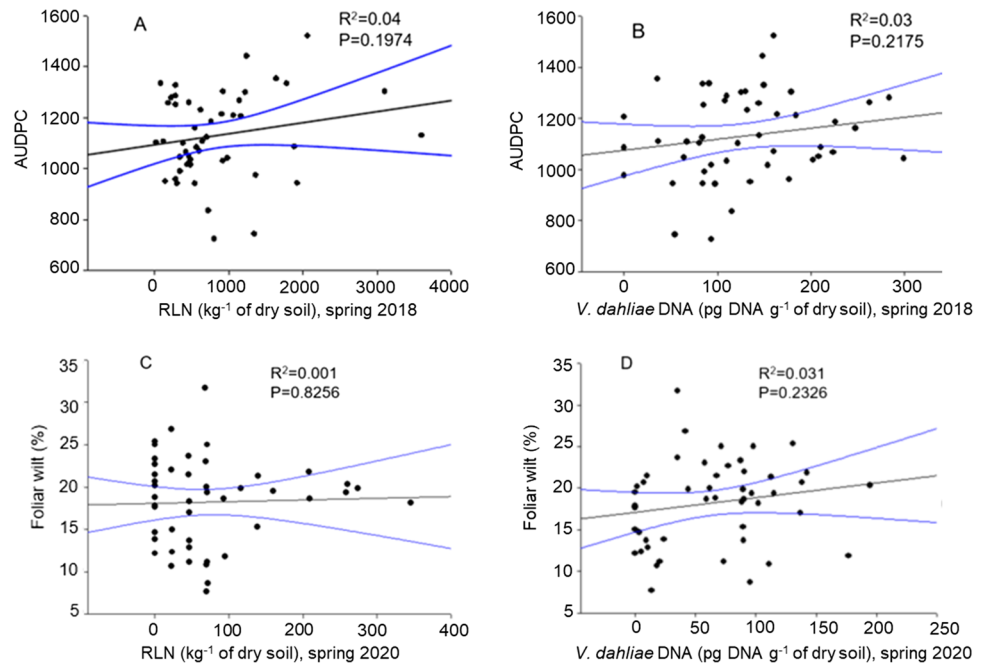 A
R²=0.04
P=0.1974
1600
1400
1200
1000
800
600
AUDPC
0 1000 2000 3000 4000
RLN (kg⁻¹ of dry soil), spring 2018
B
R²=0.03
P=0.2175
1600
1400
1200
1000
800
600
AUDPC
0 100 200 300
V. dahliae DNA (pg DNA g⁻¹ of dry soil), spring 2018
C
R²=0.001
P=0.8256
35
30
25
20
15
10
5
Foliar wilt (%)
0 100 200 300 400
RLN (kg⁻¹ of dry soil), spring 2020
D
R²=0.031
P=0.2326
35
30
25
20
15
10
5
Foliar wilt (%)
0 50 100 150 200 250
V. dahliae DNA (pg DNA g⁻¹ of dry soil), spring 2020